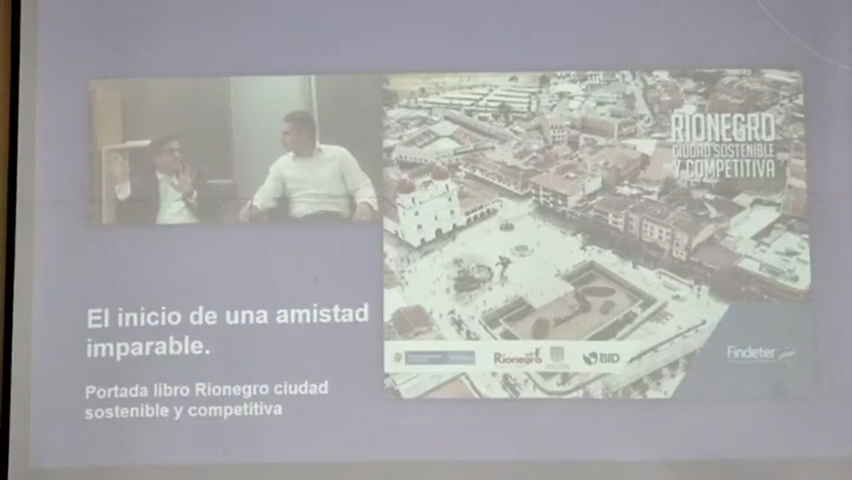 RIONEGRO
CIUDAD SOSTENIBLE
Y COMPETITIVA
El inicio de una amistad
imparable.
Portada libro Rionegro ciudad
sostenible y competitiva
Rionegro
BID
Findeter